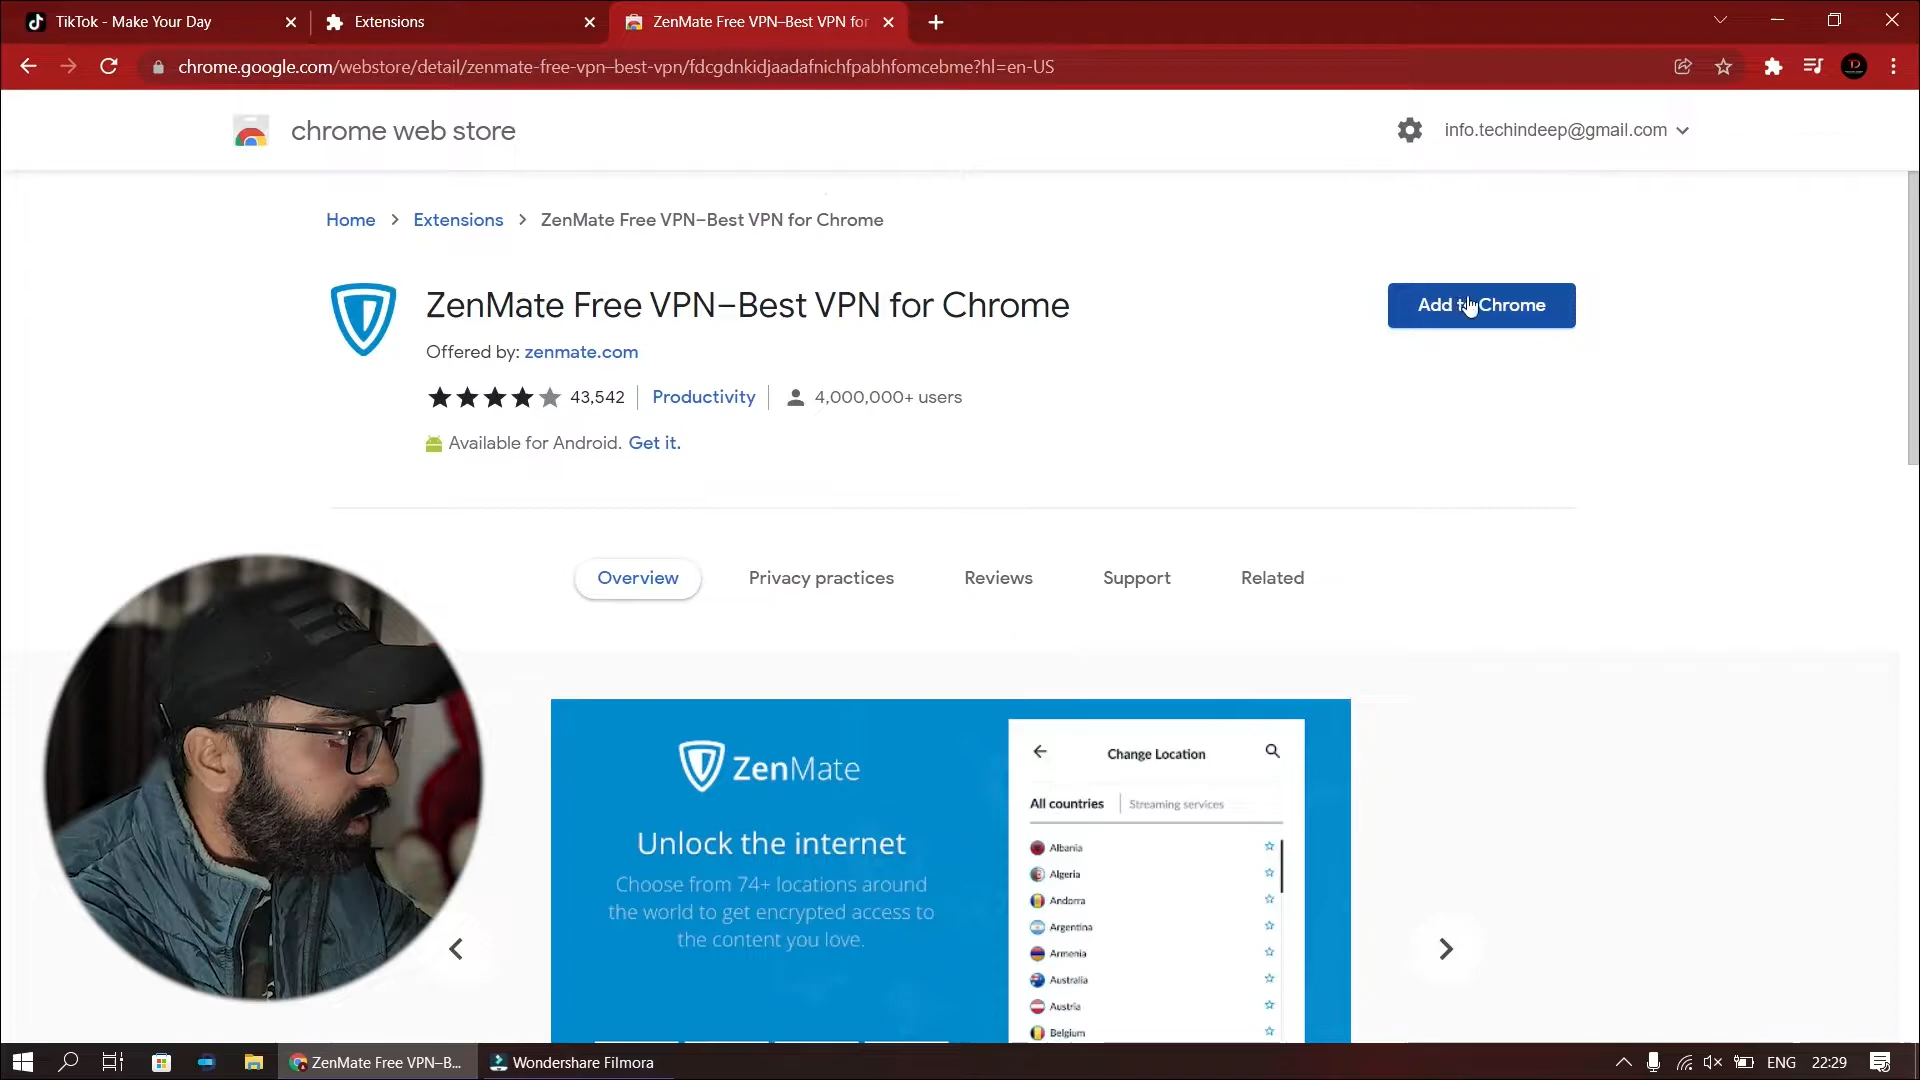 TikTok - Make Your Day
Extensions
ZenMate Free VPN–Best VPN for
chrome.google.com/webstore/detail/zenmate-free-vpn–best-vpn/fdcgdnkidjaadafnichfpabhfomcebme?hl=en-US
chrome web store
info.techindeep@gmail.com
Home > Extensions > ZenMate Free VPN–Best VPN for Chrome
ZenMate Free VPN–Best VPN for Chrome
Add to Chrome
Offered by: zenmate.com
43,542
Productivity
4,000,000+ users
Available for Android. Get it.
Overview
Privacy practices
Reviews
Support
Related
ZenMate
Unlock the internet
Choose from 74+ locations around
the world to get encrypted access to
the content you love.
Change Location
All countries
Streaming services
Albania
Algeria
Andorra
Argentina
Armenia
Australia
Austria
Belgium
ZenMate Free VPN–B...
Wondershare Filmora
ENG
22:29